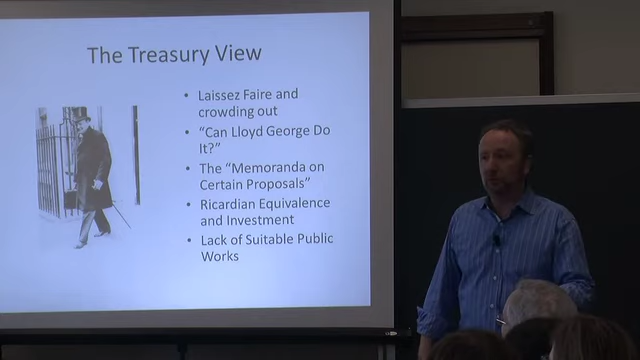 The Treasury View
• Laissez Faire and
crowding out
• “Can Lloyd George Do
It?”
• The “Memoranda on
Certain Proposals”
• Ricardian Equivalence
and Investment
• Lack of Suitable Public
Works